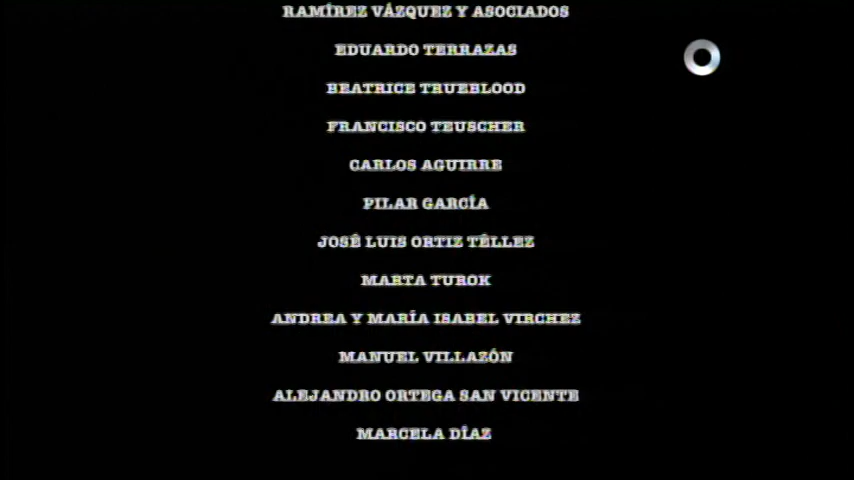 RAMÍREZ VÁZQUEZ Y ASOCIADOS
EDUARDO TERRAZAS
BEATRICE TRUEBLOOD
FRANCISCO TEUSCHER
CARLOS AGUIRRE
PILAR GARCÍA
JOSÉ LUIS ORTIZ TÉLLEZ
MARTA TUROK
ANDREA Y MARÍA ISABEL VIRCHEZ
MANUEL VILLAZÓN
ALEJANDRO ORTEGA SAN VICENTE
MARCELA DÍAZ